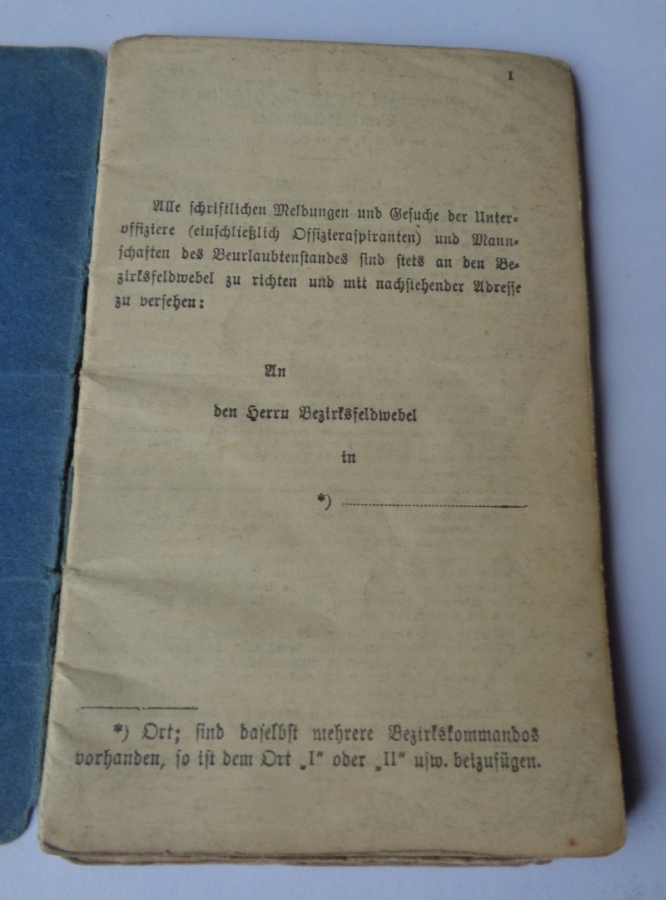 1
Alle schriftlichen Meldungen und Gesuche der Unter-
offiziere (einschließlich Offizieraspiranten) und Mann-
schaften des Beurlaubtenstandes sind stets an den Be-
zirksfeldwebel zu richten und mit nachstehender Adresse
zu versehen:
An
den Herrn Bezirksfeldwebel
in
*)
*) Ort; sind daselbst mehrere Bezirkskommandos
vorhanden, so ist dem Ort „I“ oder „II“ usw. beizufügen.